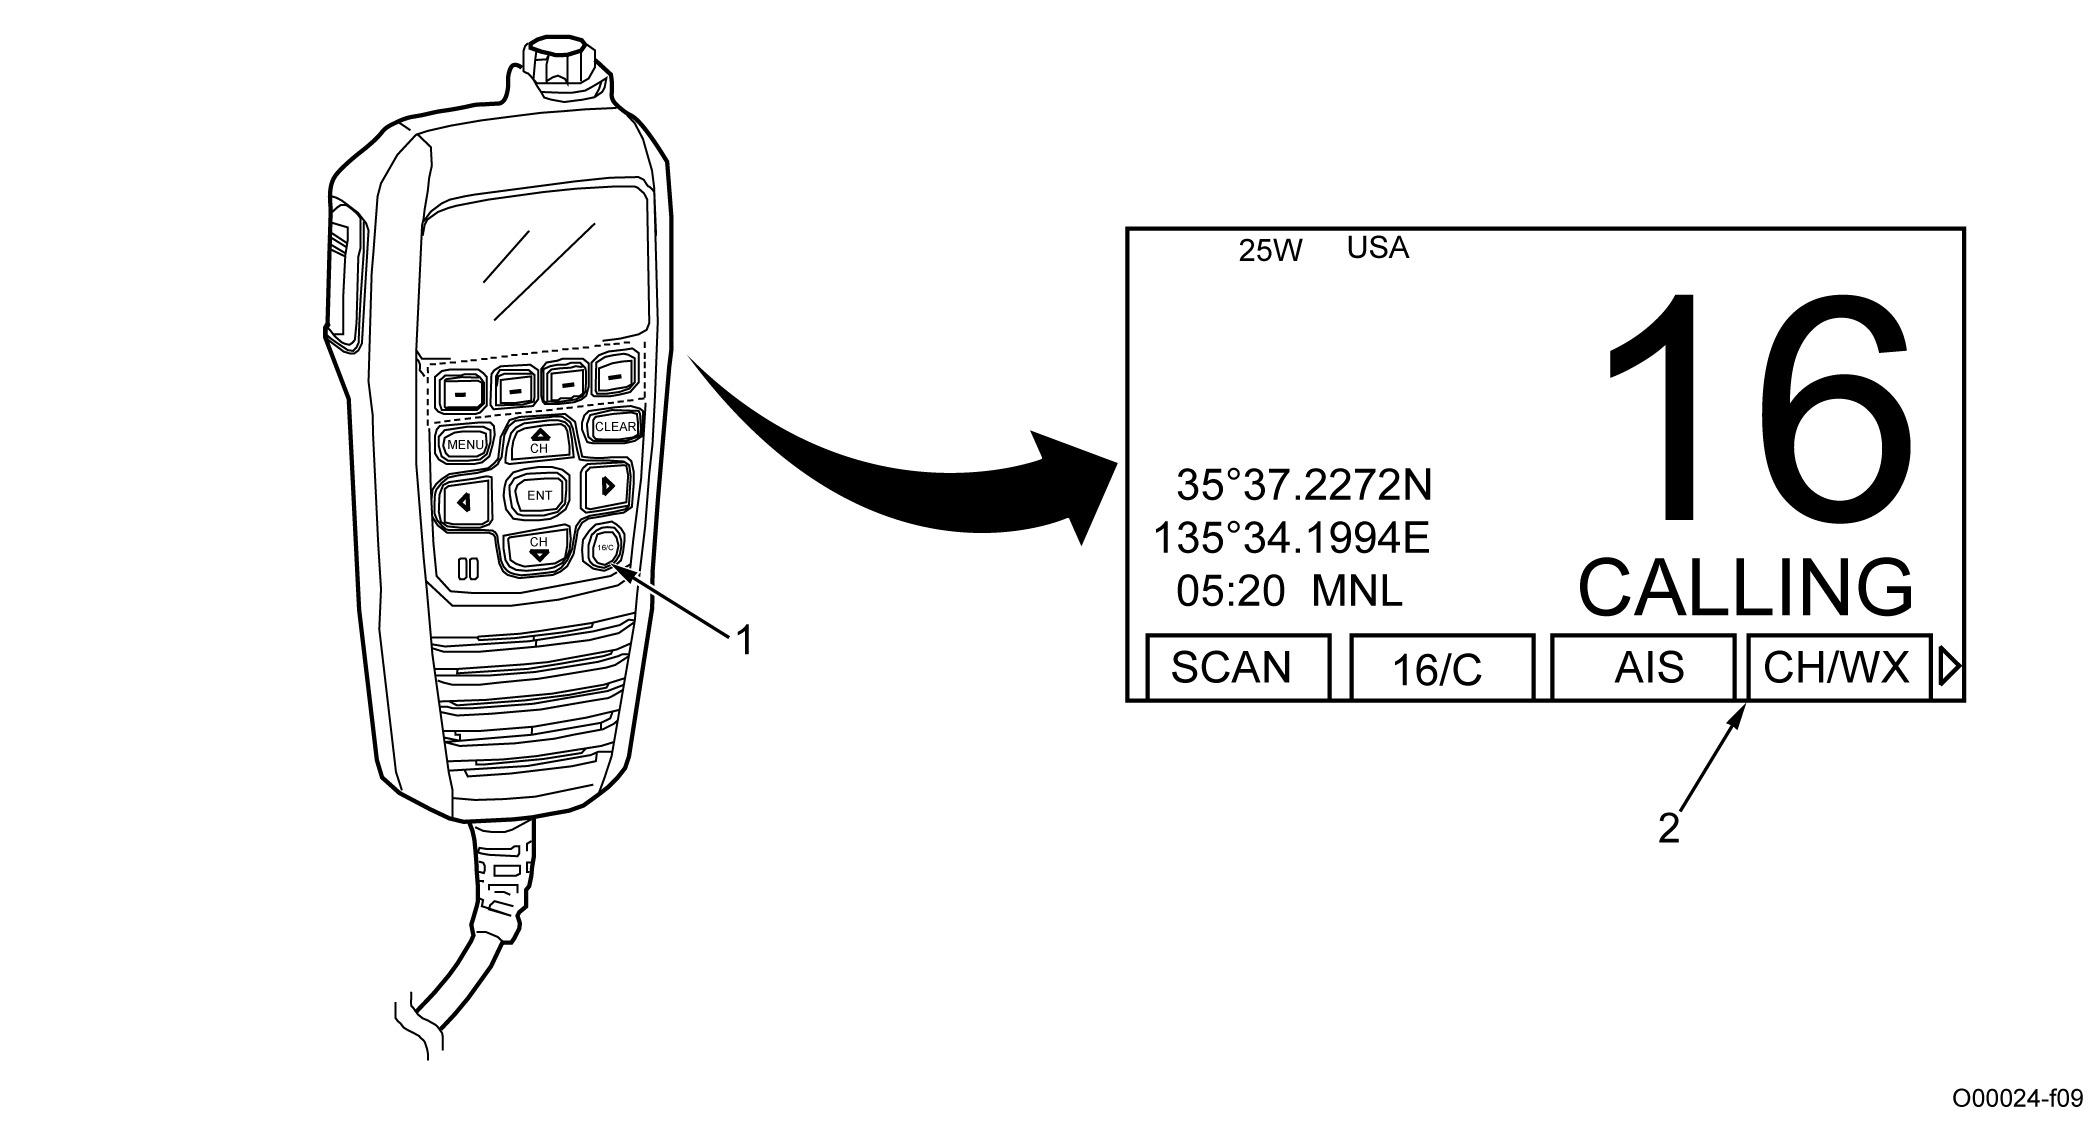 MENU
CH
CLEAR
ENT
CH
16/C
1
25W USA
16
35°37.2272N
135°34.1994E
05:20 MNL
CALLING
SCAN 16/C AIS CH/WX
2
O00024-f09